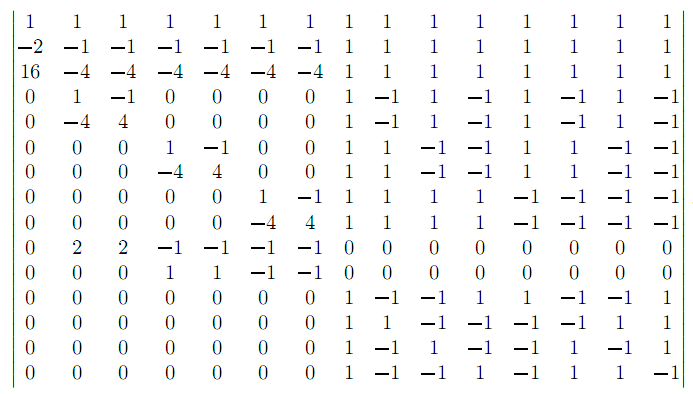 1 1 1 1 1 1 1 1 1 1 1 1 1 1 1
−2 −1 −1 −1 −1 −1 −1 1 1 1 1 1 1 1 1
16 −4 −4 −4 −4 −4 −4 1 1 1 1 1 1 1 1
0 1 −1 0 0 0 0 1 −1 1 −1 1 −1 1 −1
0 −4 4 0 0 0 0 1 −1 1 −1 1 −1 1 −1
0 0 0 1 −1 0 0 1 1 −1 −1 1 1 −1 −1
0 0 0 −4 4 0 0 1 1 −1 −1 1 1 −1 −1
0 0 0 0 0 1 −1 1 1 1 1 −1 −1 −1 −1
0 0 0 0 0 −4 4 1 1 1 1 −1 −1 −1 −1
0 2 2 −1 −1 −1 −1 0 0 0 0 0 0 0 0
0 0 0 1 1 −1 −1 0 0 0 0 0 0 0 0
0 0 0 0 0 0 0 1 −1 −1 1 1 −1 −1 1
0 0 0 0 0 0 0 1 1 −1 −1 −1 −1 1 1
0 0 0 0 0 0 0 1 −1 1 −1 −1 1 −1 1
0 0 0 0 0 0 0 1 −1 −1 1 −1 1 1 −1